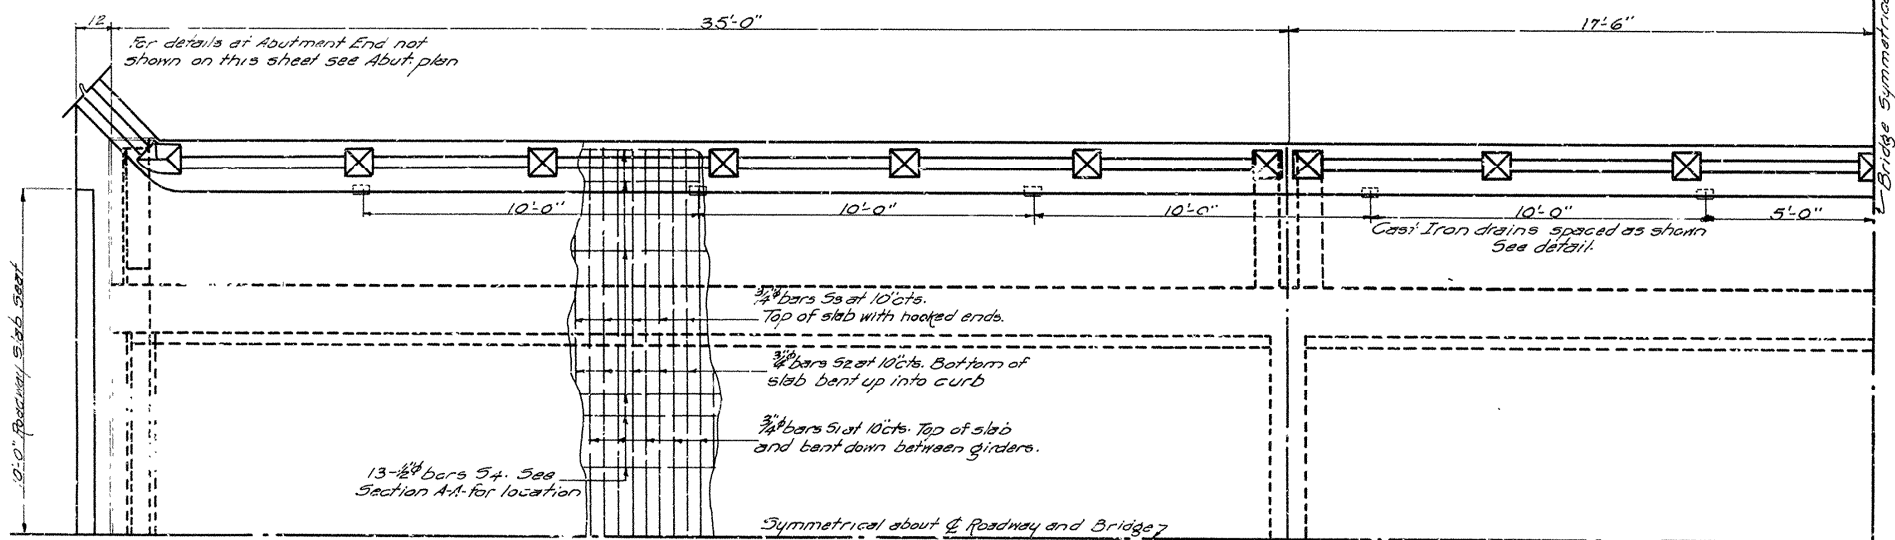 12
35'-0"
17'-6"
For details at Abutment End not
shown on this sheet see Abut. plan
Bridge Symmetrical
10'-0"
10'-0"
10'-0"
10'-0"
5'-0"
Cast Iron drains spaced as shown
See detail.
3/4"ϕ bars S3 at 10"cts.
Top of slab with hooked ends.
3/4"ϕ bars S2 at 10"cts. Bottom of
slab bent up into curb
3/4"ϕ bars S1 at 10"cts. Top of slab
and bent down between girders.
13-1/2"ϕ bars S4. See
Section A-A- for location
Roadway Slab Seat
Symmetrical about ℄ Roadway and Bridge